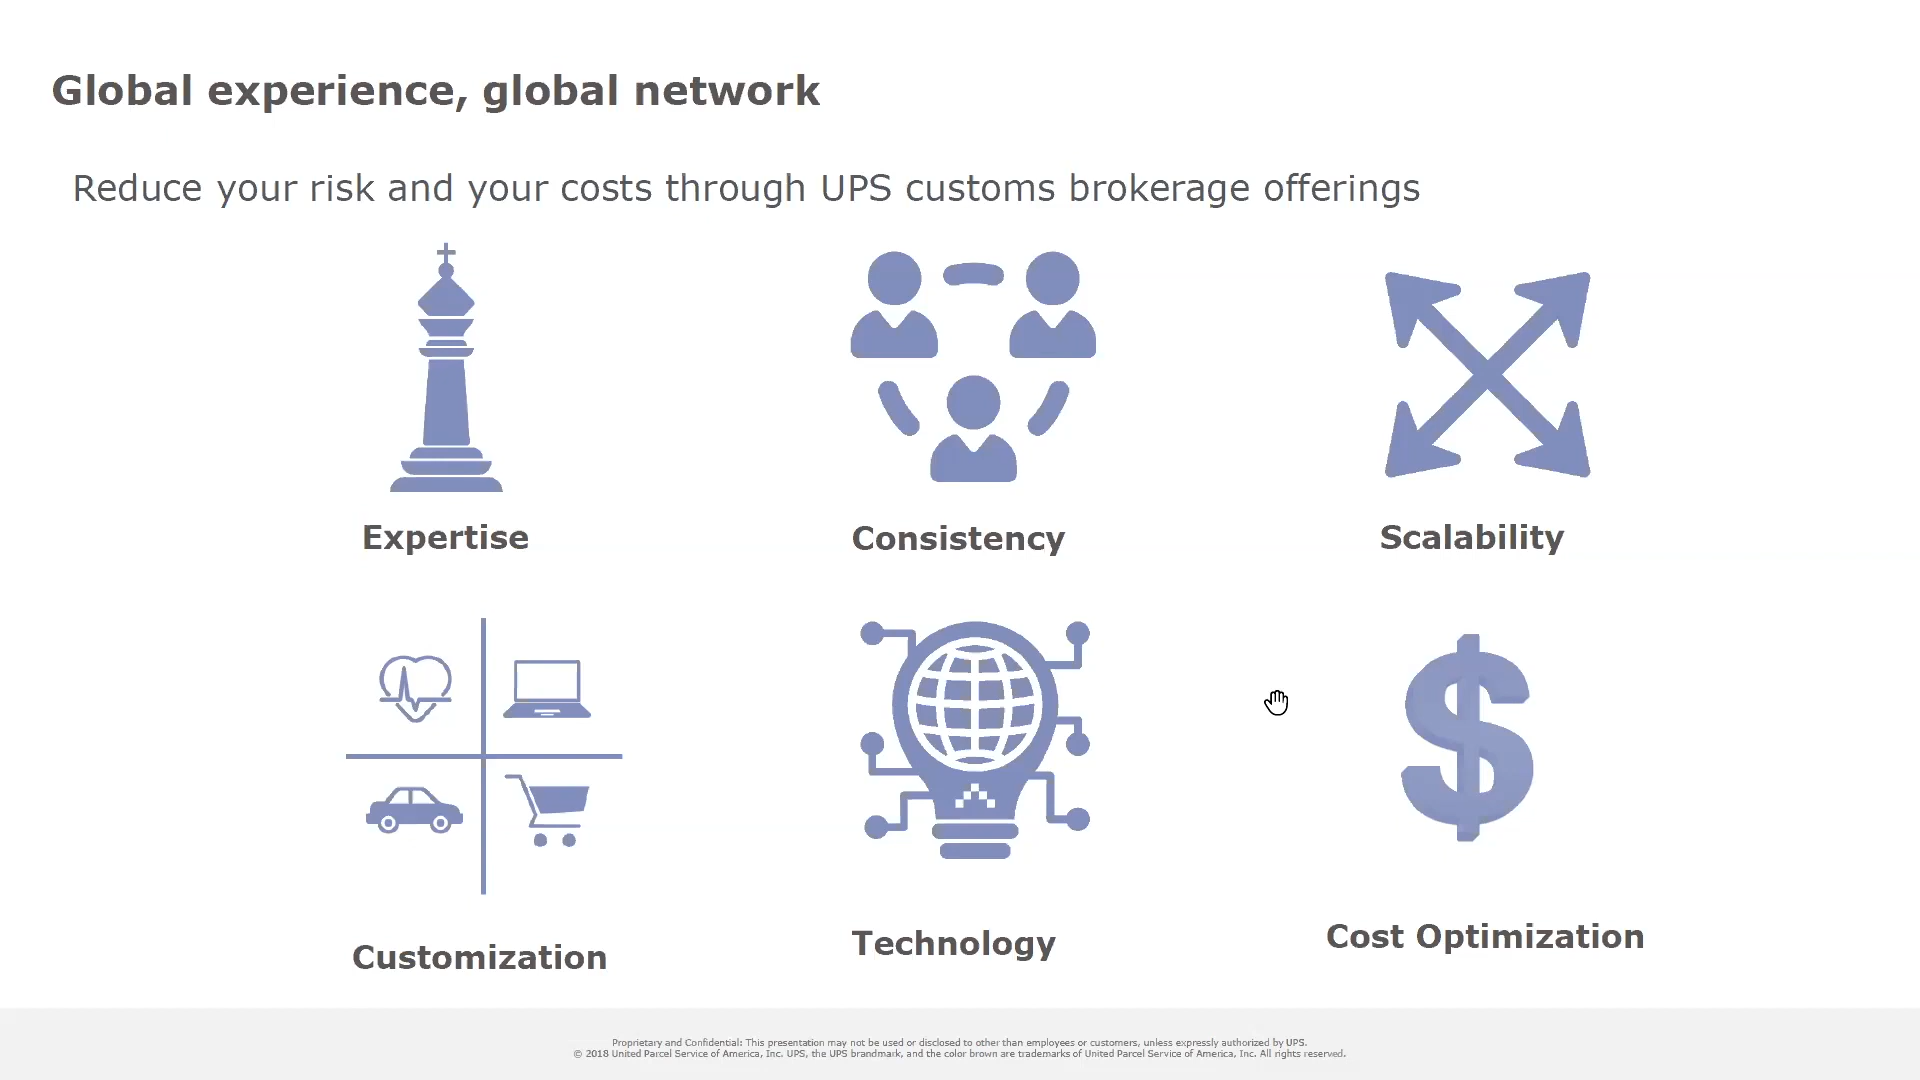 Global experience, global network
Reduce your risk and your costs through UPS customs brokerage offerings
Expertise
Consistency
Scalability
Customization
Technology
Cost Optimization
Proprietary and Confidential: This presentation may not be used or disclosed to other than employees or customers, unless expressly authorized by UPS.
© 2018 United Parcel Service of America, Inc. UPS, the UPS brandmark, and the color brown are trademarks of United Parcel Service of America, Inc. All rights reserved.